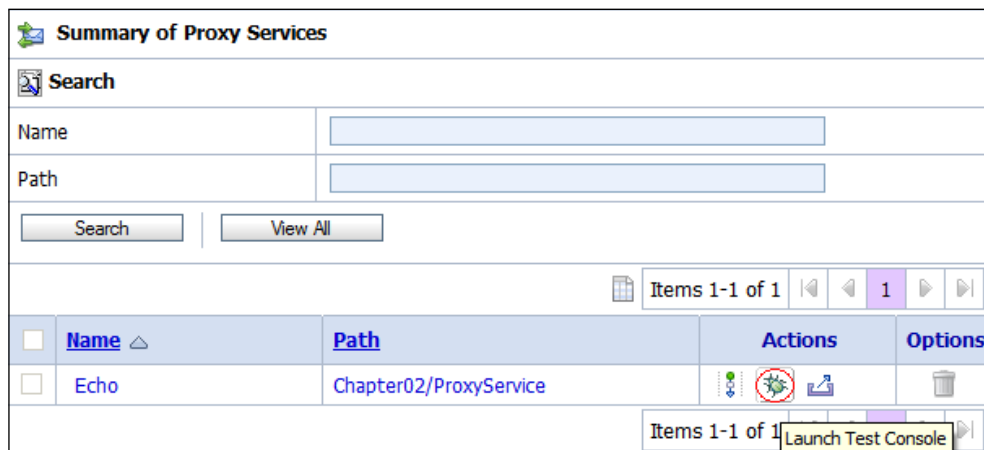 Summary of Proxy Services
Search
Name
Path
Search View All
Items 1-1 of 1 1
Name Path Actions Options
Echo Chapter02/ProxyService
Items 1-1 of 1
Launch Test Console